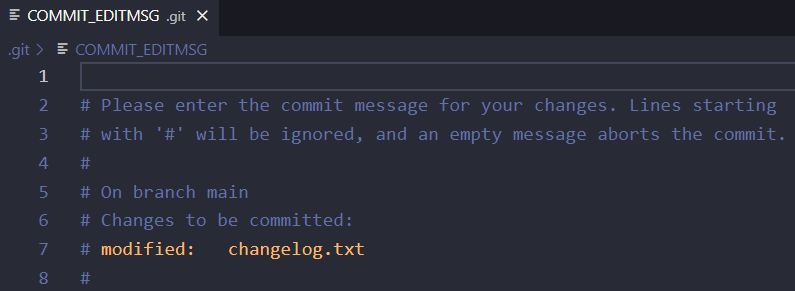 COMMIT_EDITMSG .git
.git > COMMIT_EDITMSG
1
2 # Please enter the commit message for your changes. Lines starting
3 # with '#' will be ignored, and an empty message aborts the commit.
4 #
5 # On branch main
6 # Changes to be committed:
7 # modified:   changelog.txt
8 #